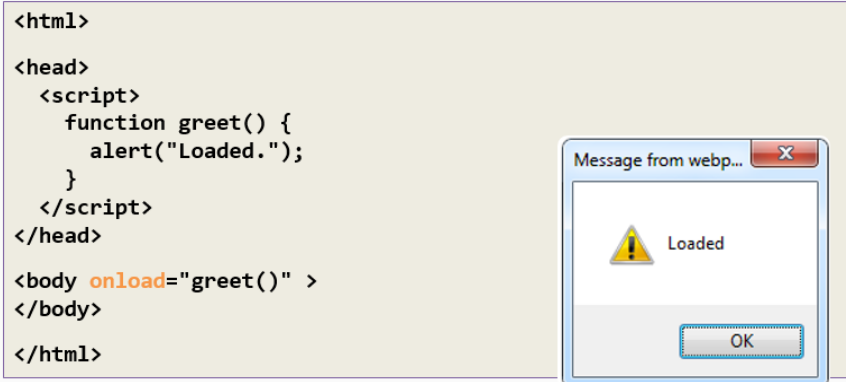 <html>
<head>
<script>
function greet() {
alert("Loaded.");
}
</script>
</head>
<body onload="greet()" >
</body>
</html>
Message from webp...
Loaded
OK